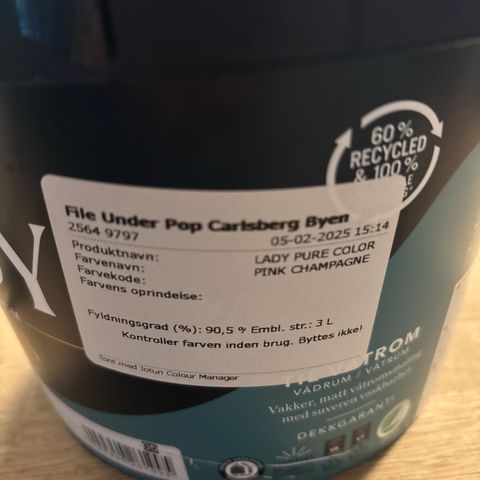 60 %
RECYCLED
& 100 %
File Under Pop Carlsberg Byen
2564 9797
05-02-2025 15:14
Produktnavn: LADY PURE COLOR
Farvenavn: PINK CHAMPAGNE
Farvekode:
Farvens oprindelse:
Fyldningsgrad (%): 90,5 % Embl. str.: 3 L
Kontroller farven inden brug. Byttes ikke!
Tont med Jotun Colour Manager
VÅDRUM / VÅTRUM
Vakker, matt våtromsmaling
med suveren vaskbarhet
DEKKGARANTI